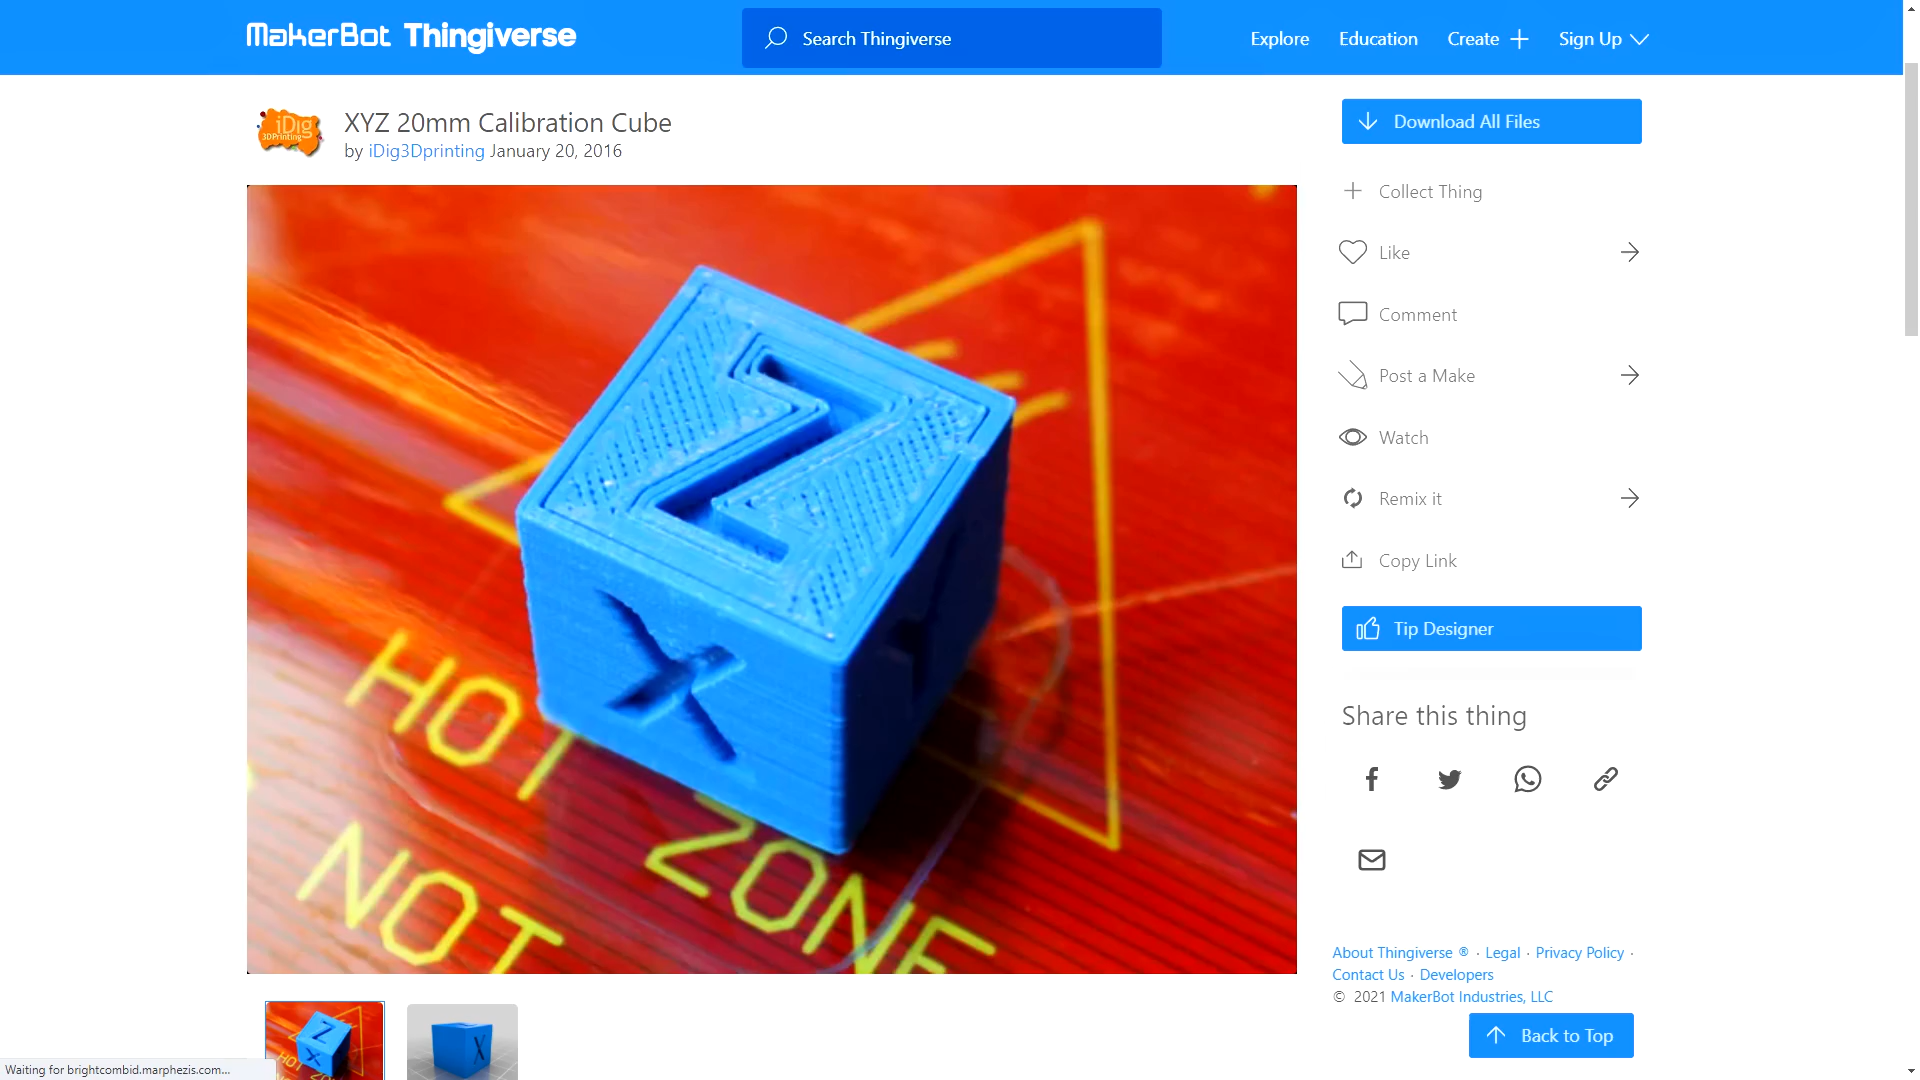 MakerBot Thingiverse
Search Thingiverse
Explore
Education
Create
Sign Up
iDig
3DPrinting
XYZ 20mm Calibration Cube
by iDig3Dprinting January 20, 2016
Z
X
HOT ZONE
NOT
Download All Files
Collect Thing
Like
Comment
Post a Make
Watch
Remix it
Copy Link
Tip Designer
Share this thing
About Thingiverse ® · Legal · Privacy Policy ·
Contact Us · Developers
© 2021 MakerBot Industries, LLC
Back to Top
Z
X
HOT
X
Waiting for brightcombid.marphezis.com...